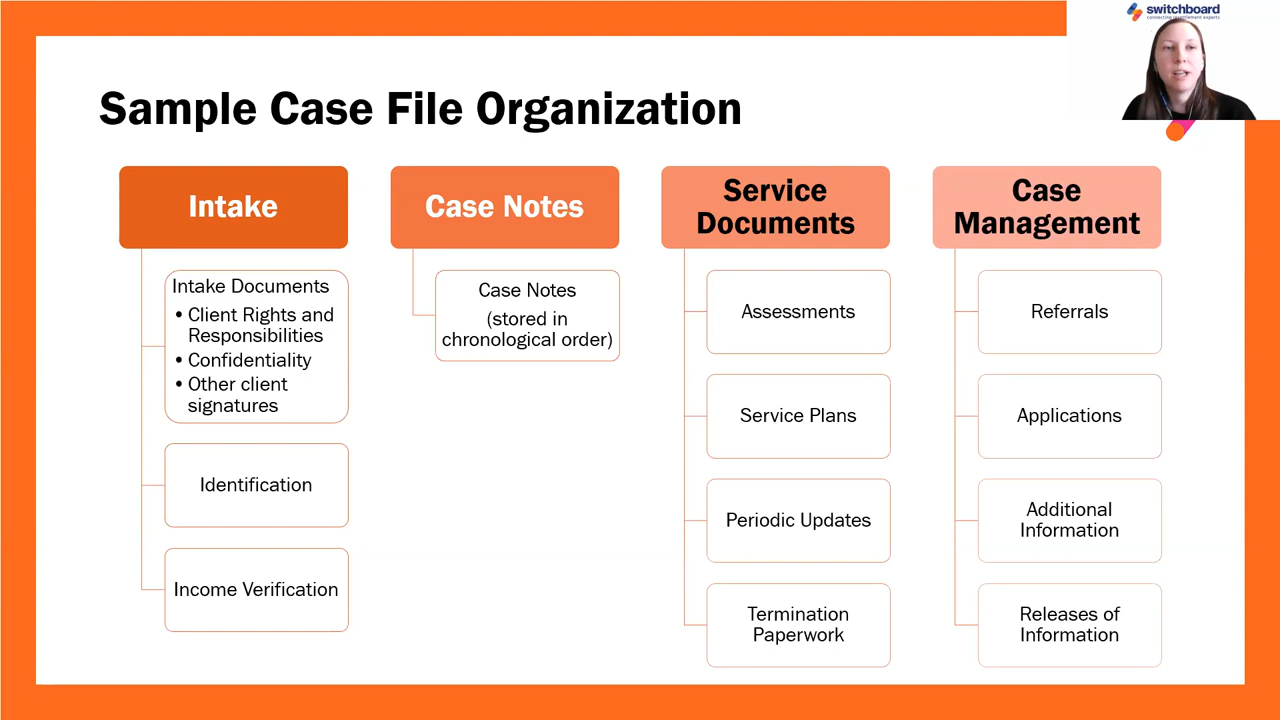 switchboard
connecting resettlement experts
Sample Case File Organization
Intake
Intake Documents
• Client Rights and
Responsibilities
• Confidentiality
• Other client
signatures
Identification
Income Verification
Case Notes
Case Notes
(stored in
chronological order)
Service
Documents
Assessments
Service Plans
Periodic Updates
Termination
Paperwork
Case
Management
Referrals
Applications
Additional
Information
Releases of
Information